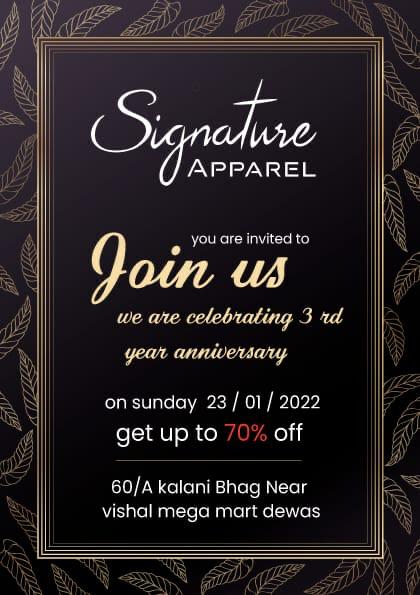 Signature
APPAREL
you are invited to
Join us
we are celebrating 3 rd
year anniversary
on sunday 23 / 01 / 2022
get up to 70% off
60/A kalani Bhag Near
vishal mega mart dewas